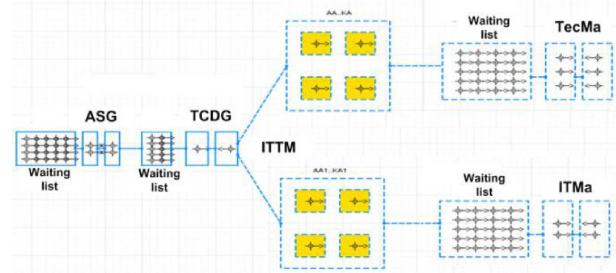 AA..KA
Waiting
list
TecMa
ASG
TCDG
ITTM
Waiting
list
Waiting
list
AA1..KA1
Waiting
list
ITMa